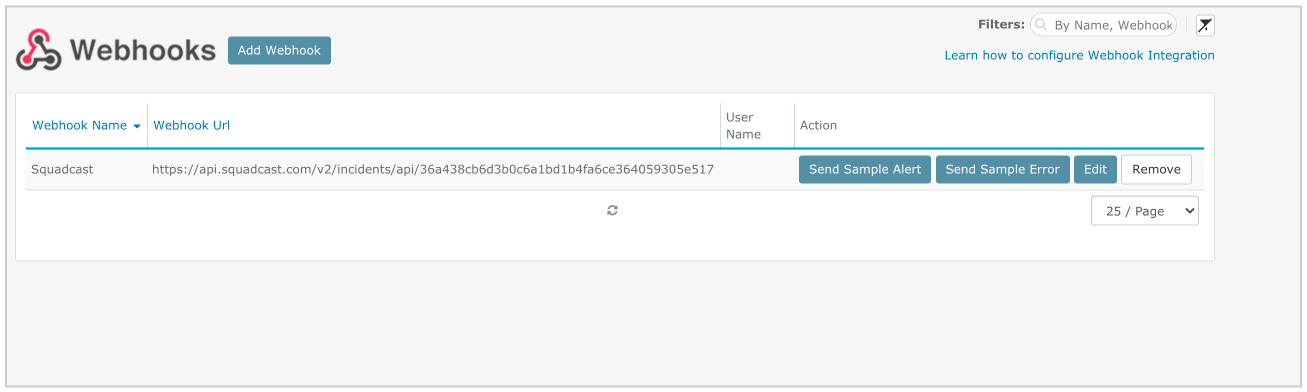 Filters: By Name, Webhook
Webhooks Add Webhook
Learn how to configure Webhook Integration
Webhook Name Webhook Url User Name Action
Squadcast https://api.squadcast.com/v2/incidents/api/36a438cb6d3b0c6a1bd1b4fa6ce364059305e517 Send Sample Alert Send Sample Error Edit Remove
25 / Page